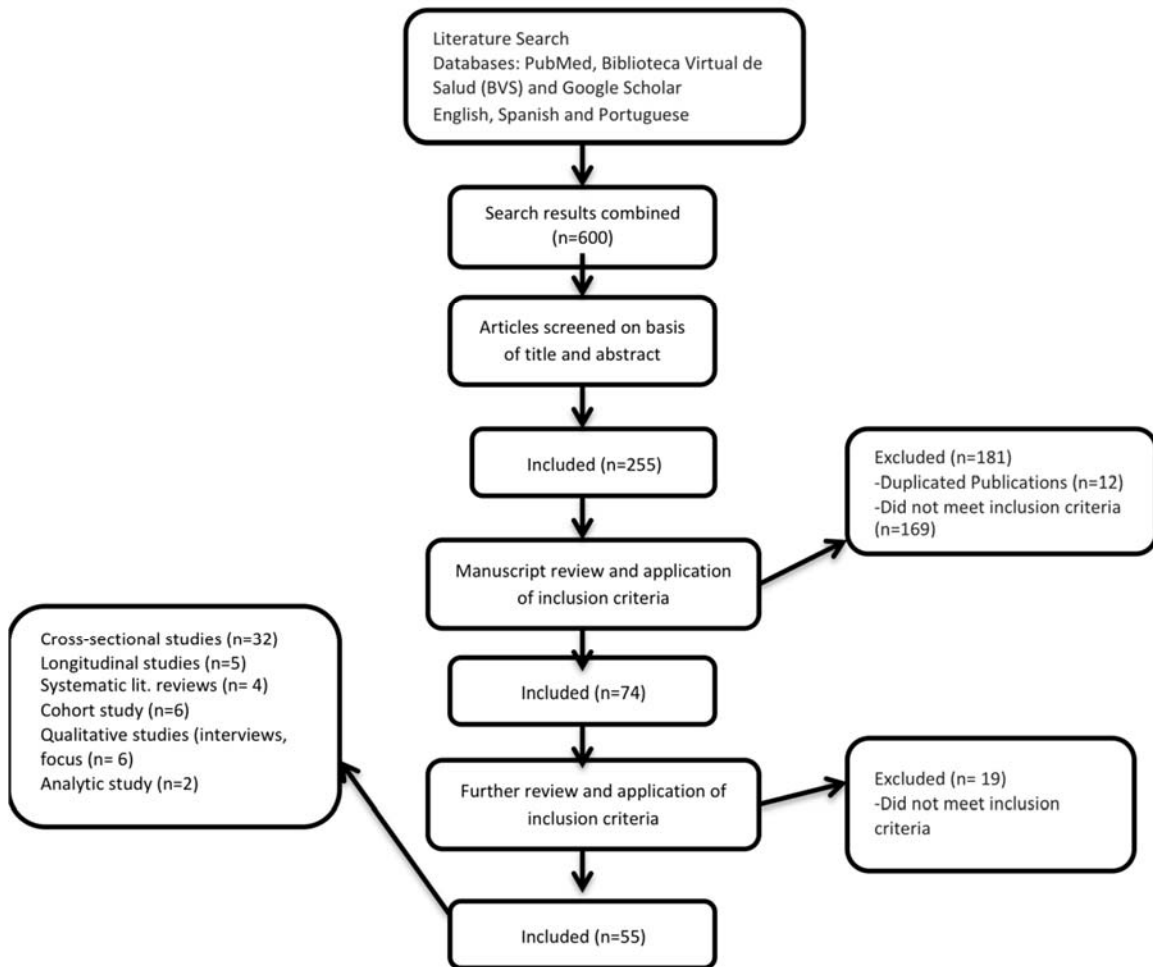 Literature Search
Databases: PubMed, Biblioteca Virtual de
Salud (BVS) and Google Scholar
English, Spanish and Portuguese
Search results combined
(n=600)
Articles screened on basis
of title and abstract
Included (n=255)
Excluded (n=181)
-Duplicated Publications (n=12)
-Did not meet inclusion criteria
(n=169)
Manuscript review and application
of inclusion criteria
Included (n=74)
Further review and application of
inclusion criteria
Excluded (n= 19)
-Did not meet inclusion
criteria
Included (n=55)
Cross-sectional studies (n=32)
Longitudinal studies (n=5)
Systematic lit. reviews (n= 4)
Cohort study (n=6)
Qualitative studies (interviews,
focus (n= 6)
Analytic study (n=2)